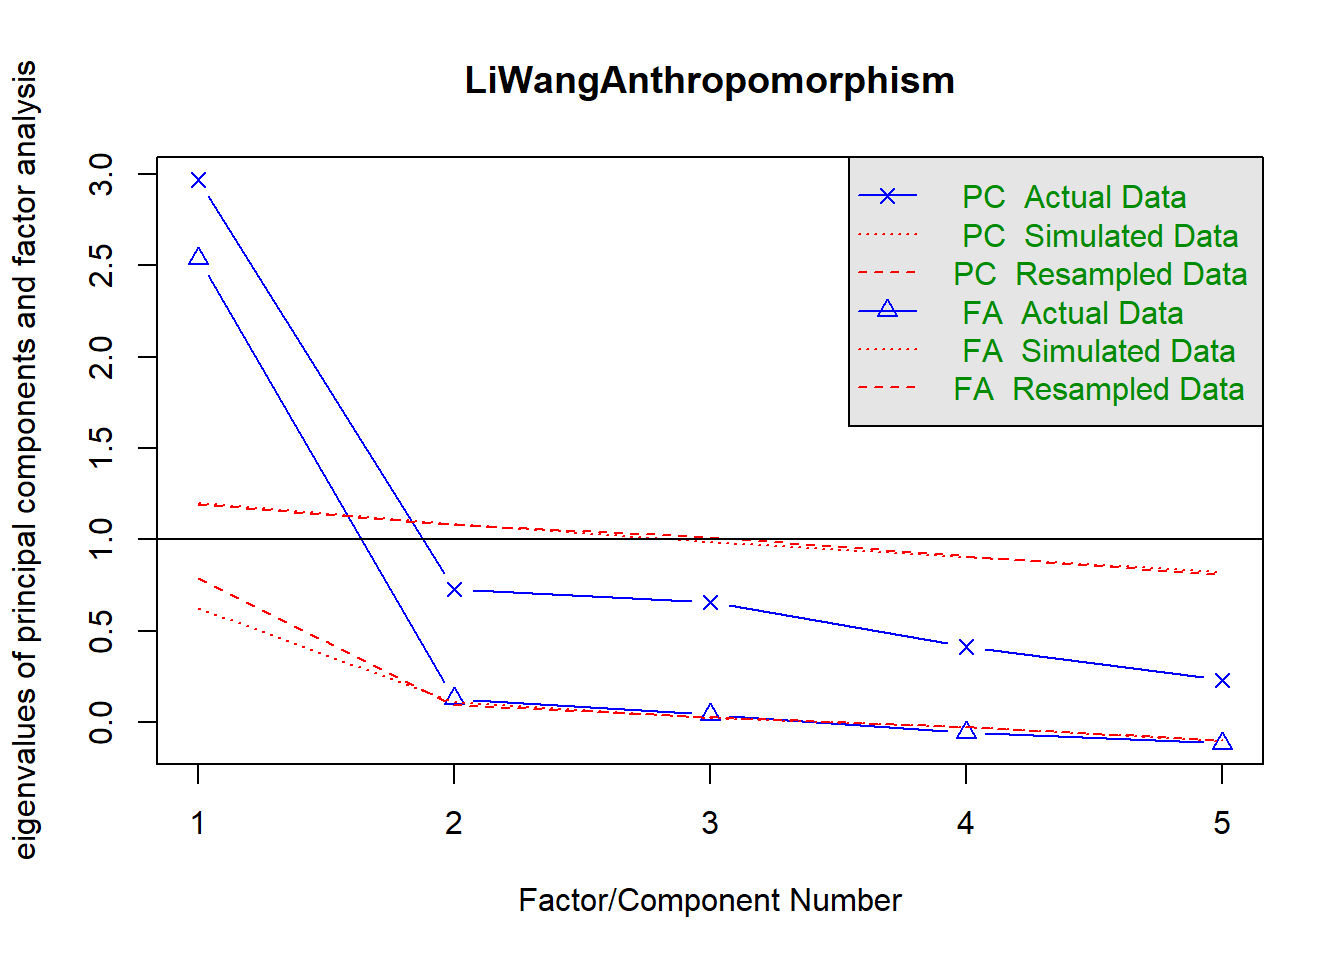 LiWangAnthropomorphism
eigenvalues of principal components and factor analysis
3.0
2.5
2.0
1.5
1.0
0.5
0.0
PC Actual Data
PC Simulated Data
PC Resampled Data
FA Actual Data
FA Simulated Data
FA Resampled Data
1 2 3 4 5
Factor/Component Number